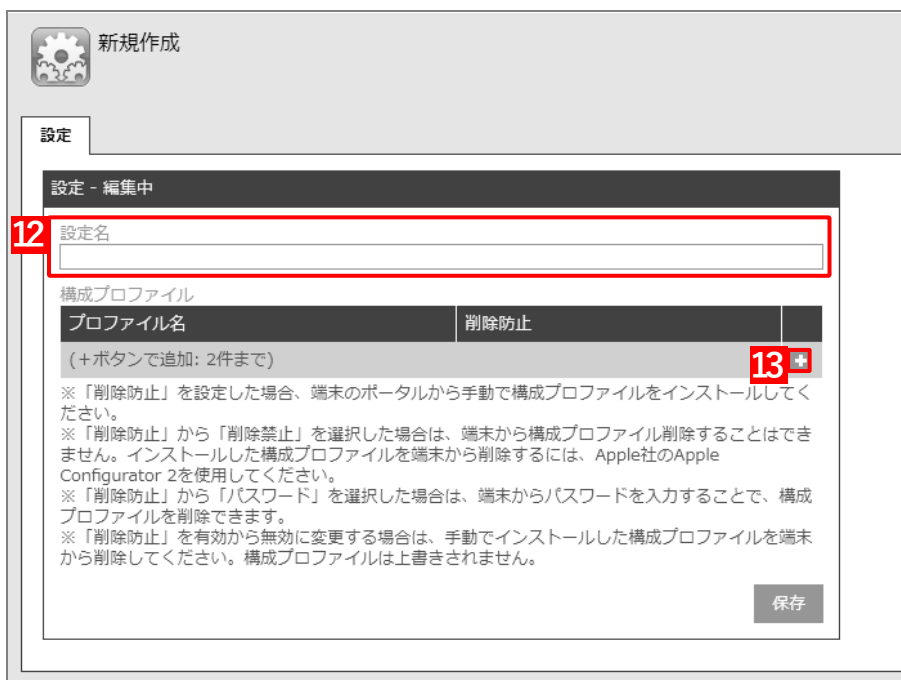 新規作成
設定
設定 - 編集中
12
設定名
構成プロファイル
プロファイル名 削除防止
(+ボタンで追加: 2件まで) 13 +
※「削除防止」を設定した場合、端末のポータルから手動で構成プロファイルをインストールしてく
ださい。
※「削除防止」から「削除禁止」を選択した場合は、端末から構成プロファイル削除することはでき
ません。インストールした構成プロファイルを端末から削除するには、Apple社のApple
Configurator 2を使用してください。
※「削除防止」から「パスワード」を選択した場合は、端末からパスワードを入力することで、構成
プロファイルを削除できます。
※「削除防止」を有効から無効に変更する場合は、手動でインストールした構成プロファイルを端末
から削除してください。構成プロファイルは上書きされません。
保存